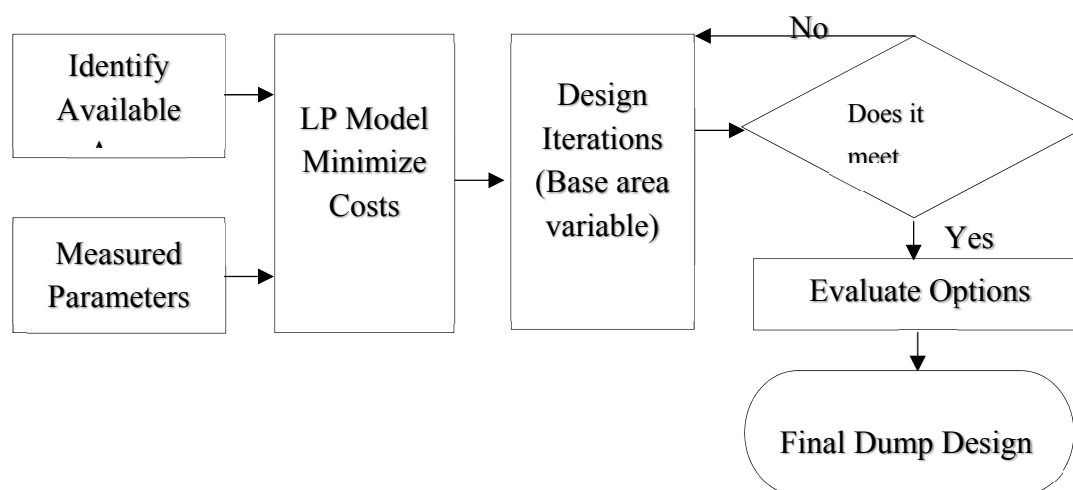 Identify
Available
Measured
Parameters
LP Model
Minimize
Costs
Design
Iterations
(Base area
variable)
No
Does it
meet
Yes
Evaluate Options
Final Dump Design